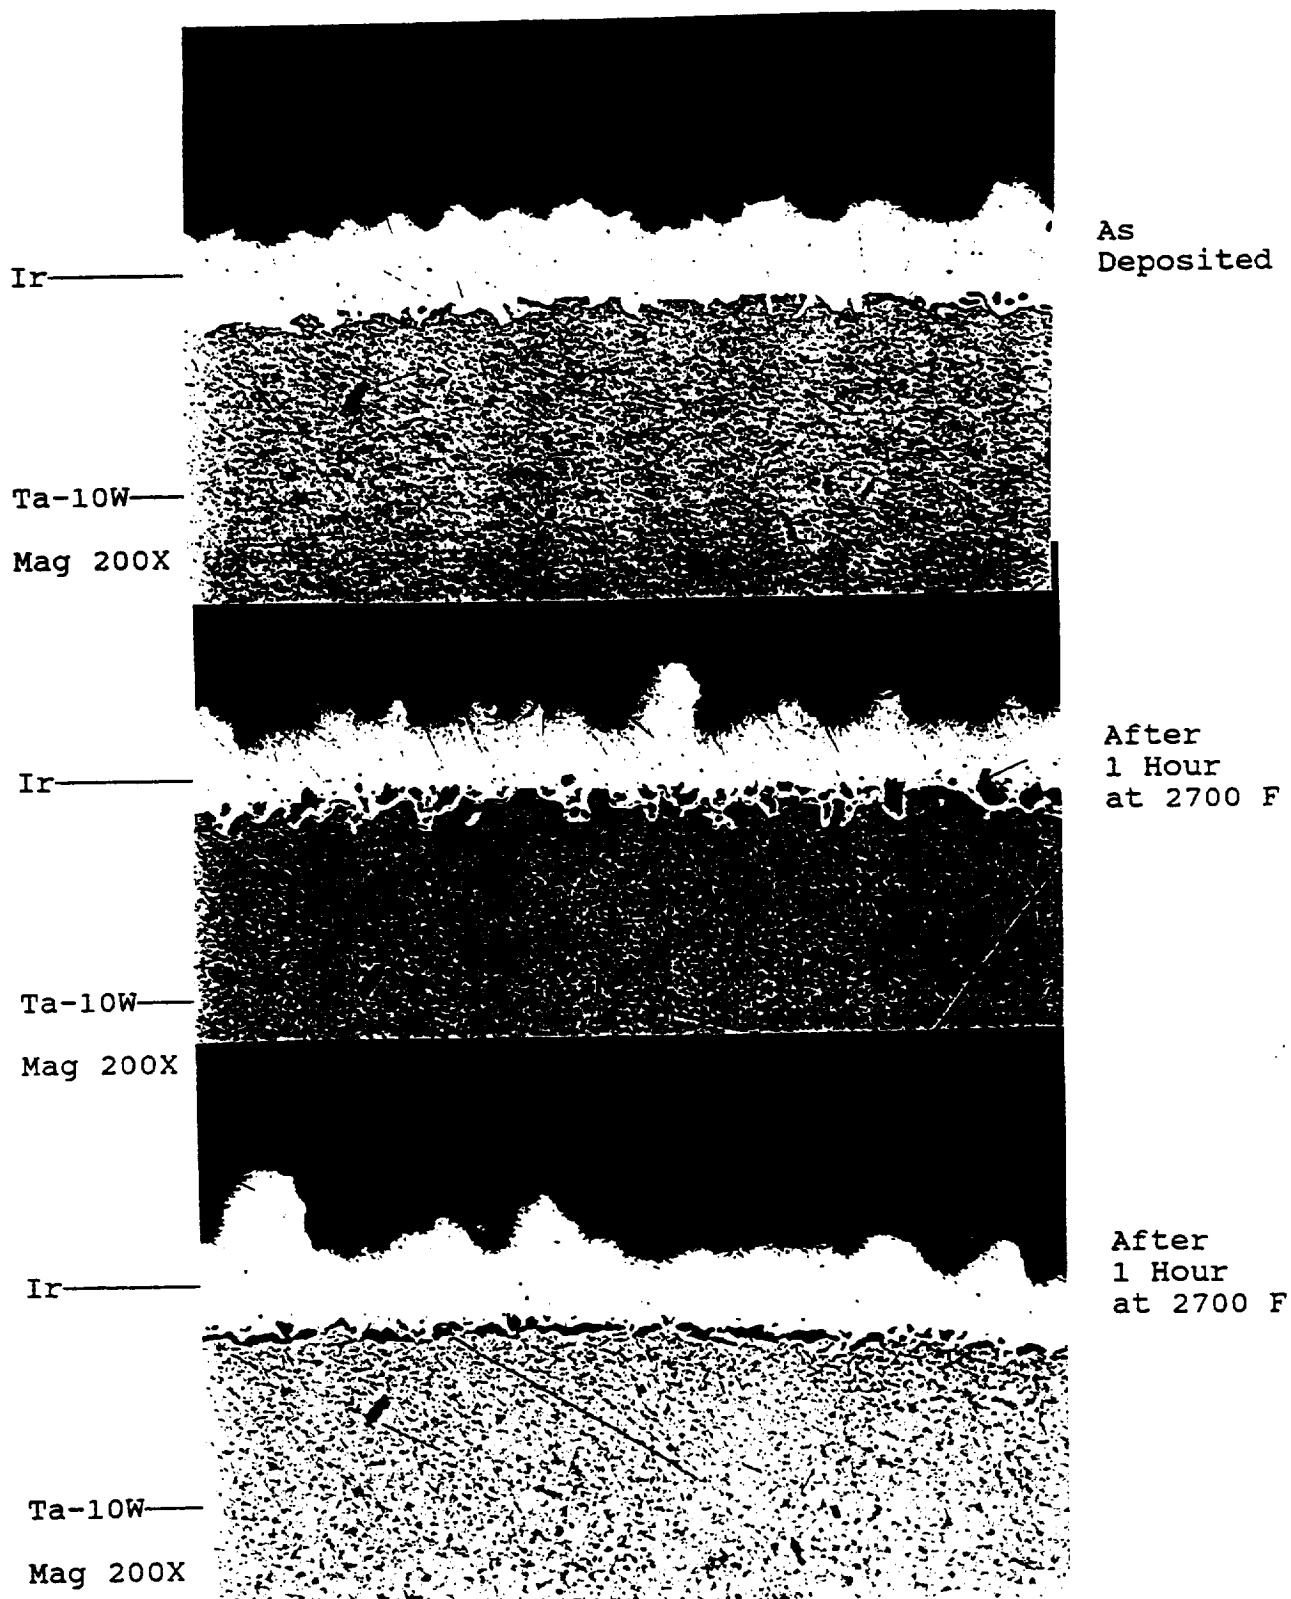 As
Deposited
Ir
Ta-10W
Mag 200X
After
1 Hour
at 2700 F
Ir
Ta-10W
Mag 200X
After
1 Hour
at 2700 F
Ir
Ta-10W
Mag 200X